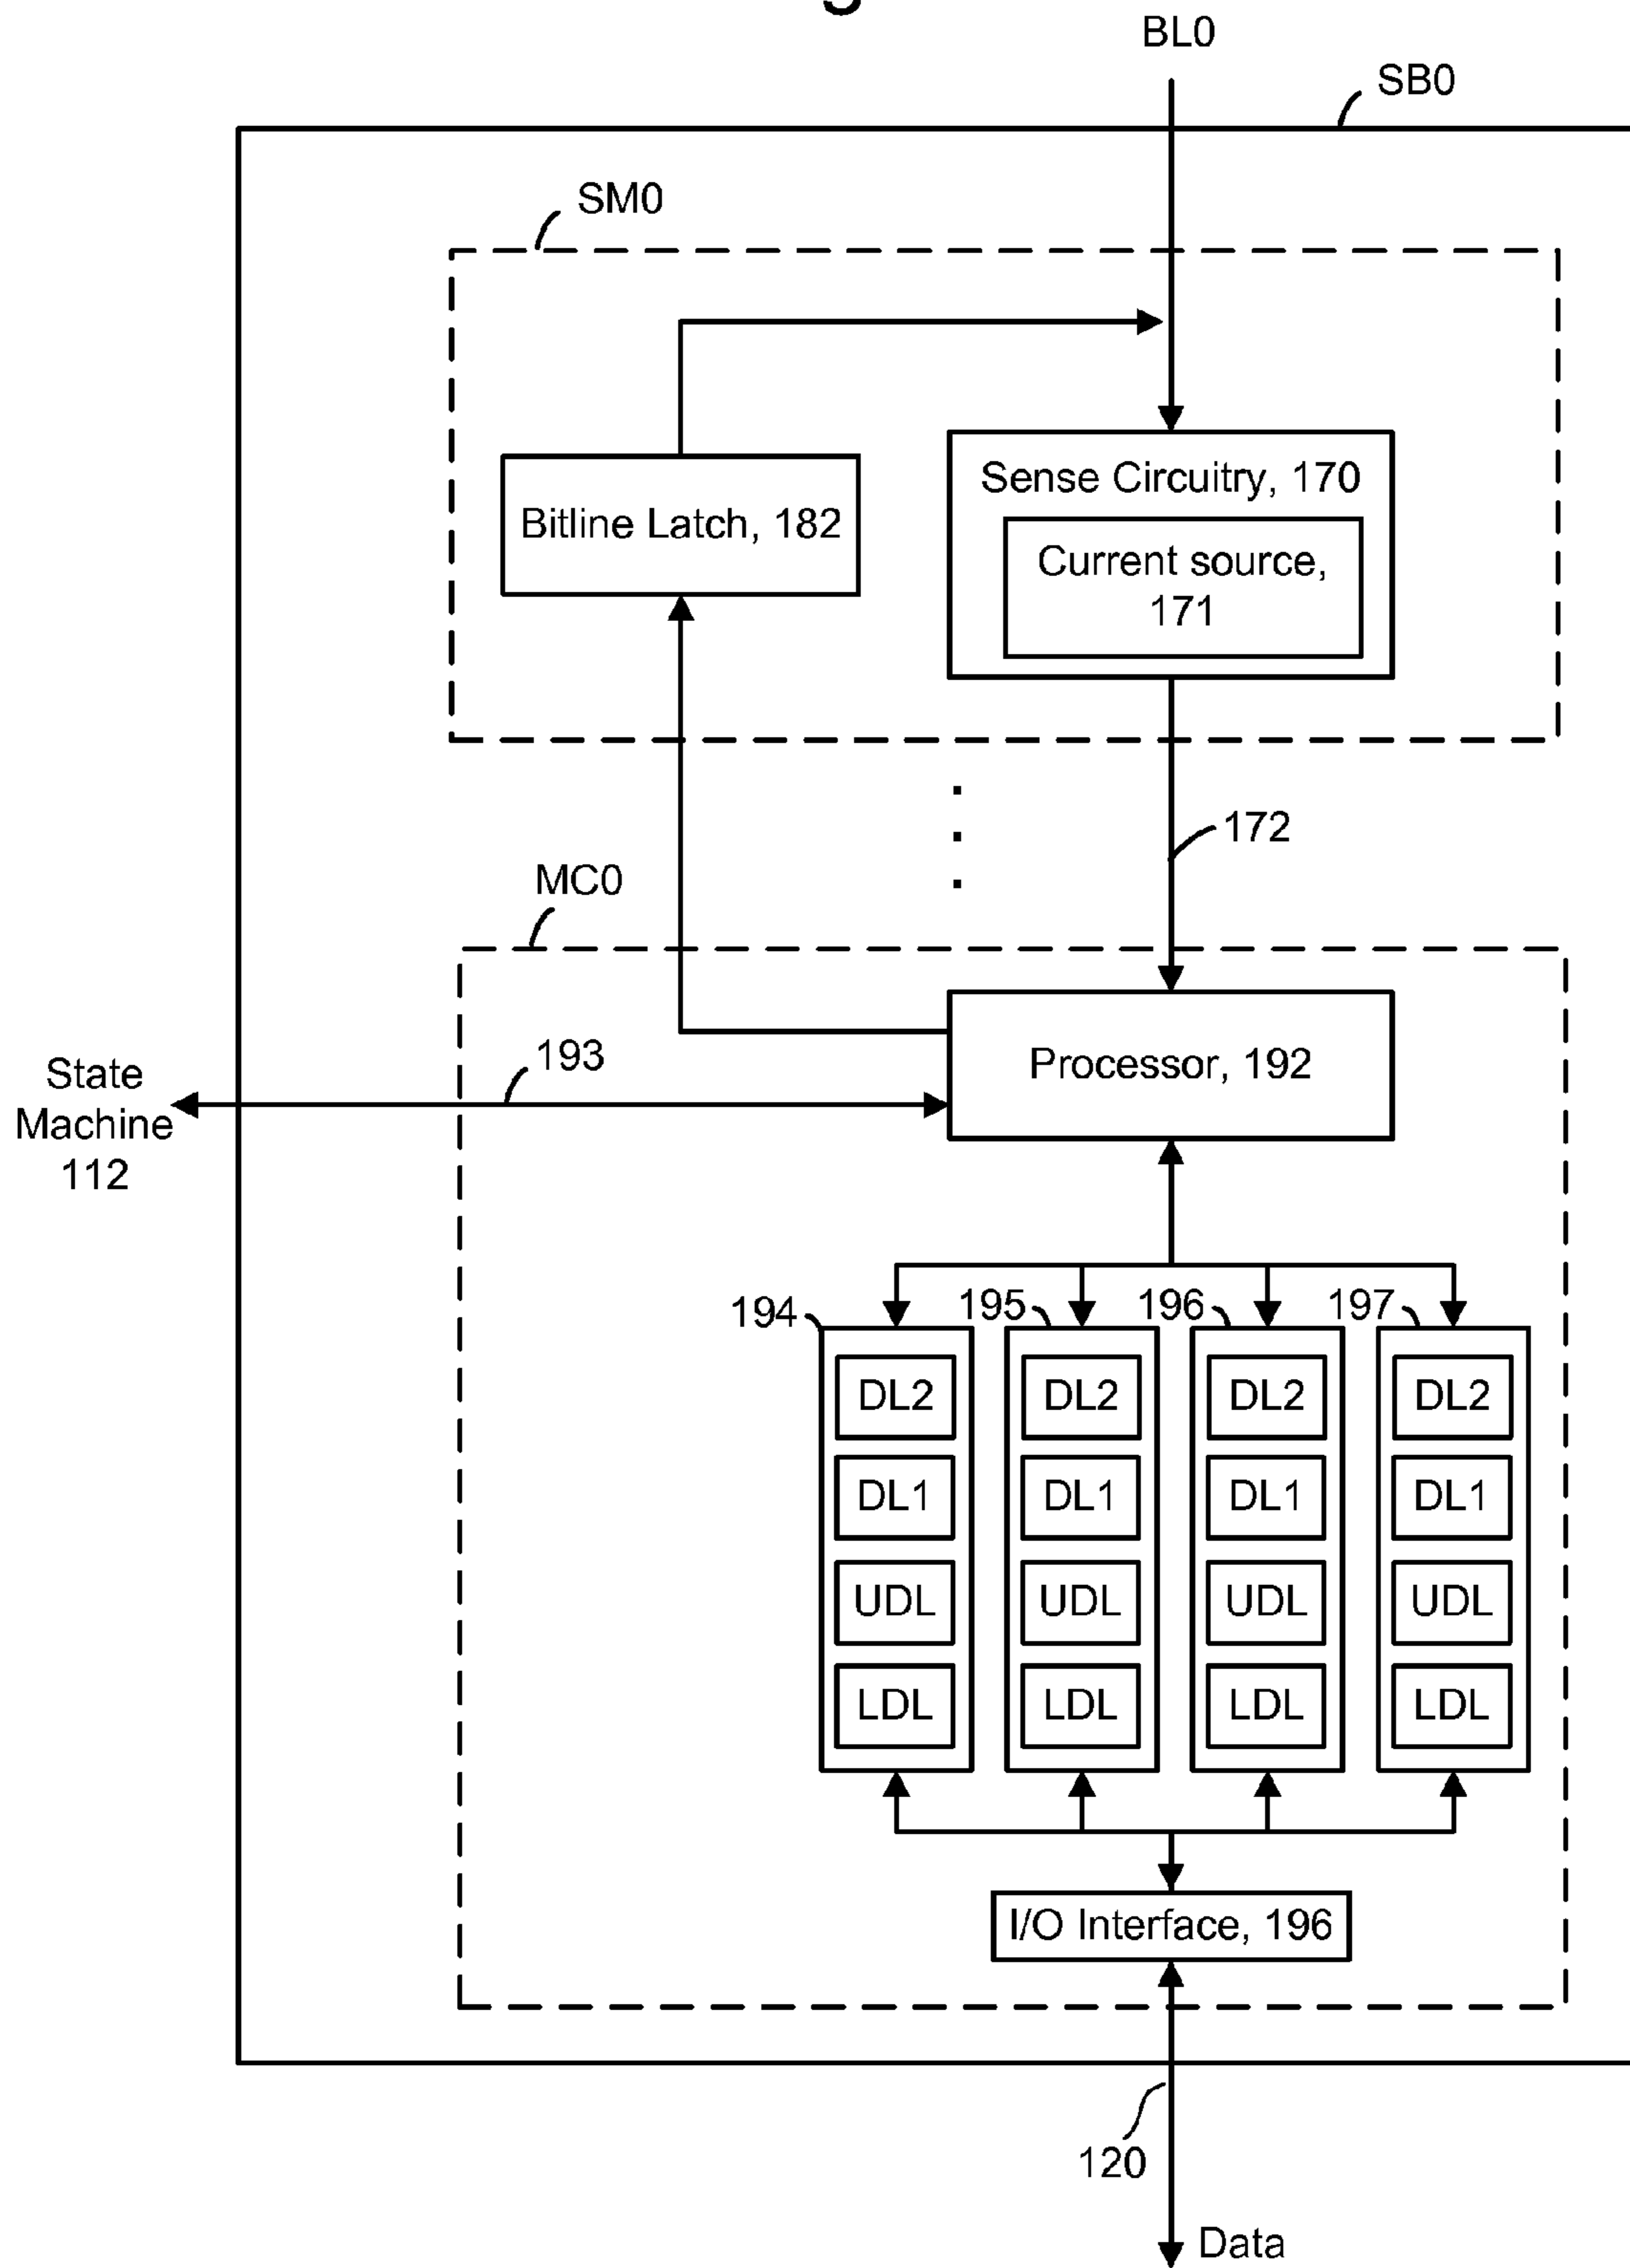 BL0
SB0
SM0
Sense Circuitry, 170
Bitline Latch, 182
Current source,
171
172
MC0
193
Processor, 192
State
Machine
112
194
195
196
197
DL2
DL2
DL2
DL2
DL1
DL1
DL1
DL1
UDL
UDL
UDL
UDL
LDL
LDL
LDL
LDL
I/O Interface, 196
120
Data